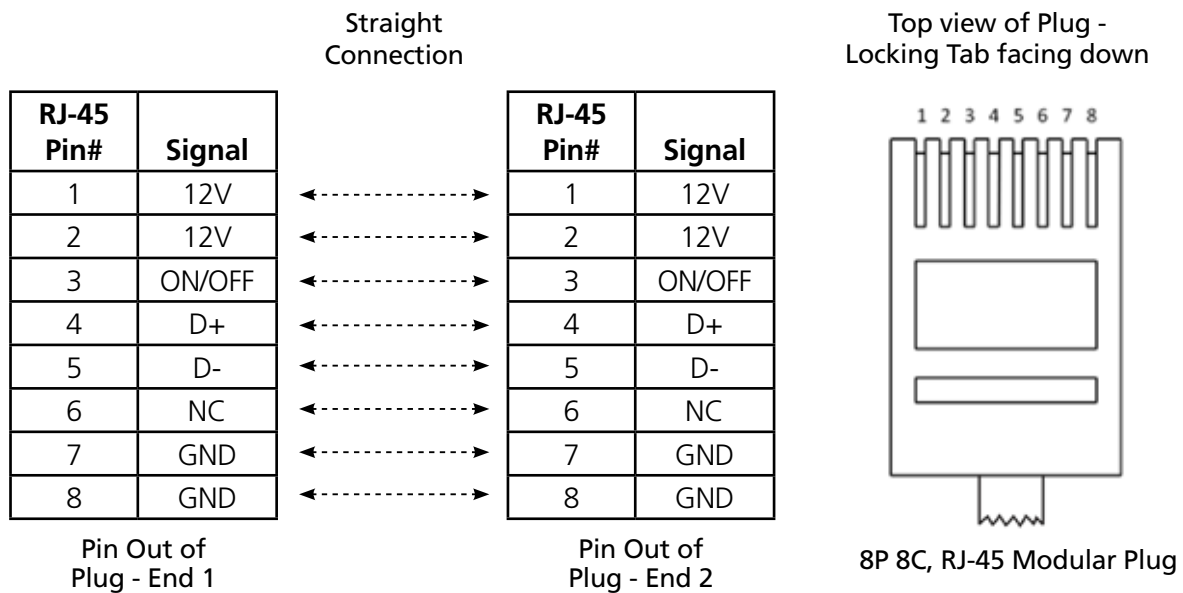 Straight
Connection
Top view of Plug -
Locking Tab facing down
RJ-45
Pin# Signal
1 12V
2 12V
3 ON/OFF
4 D+
5 D-
6 NC
7 GND
8 GND
Pin Out of
Plug - End 1
RJ-45
Pin# Signal
1 12V
2 12V
3 ON/OFF
4 D+
5 D-
6 NC
7 GND
8 GND
Pin Out of
Plug - End 2
1 2 3 4 5 6 7 8
8P 8C, RJ-45 Modular Plug